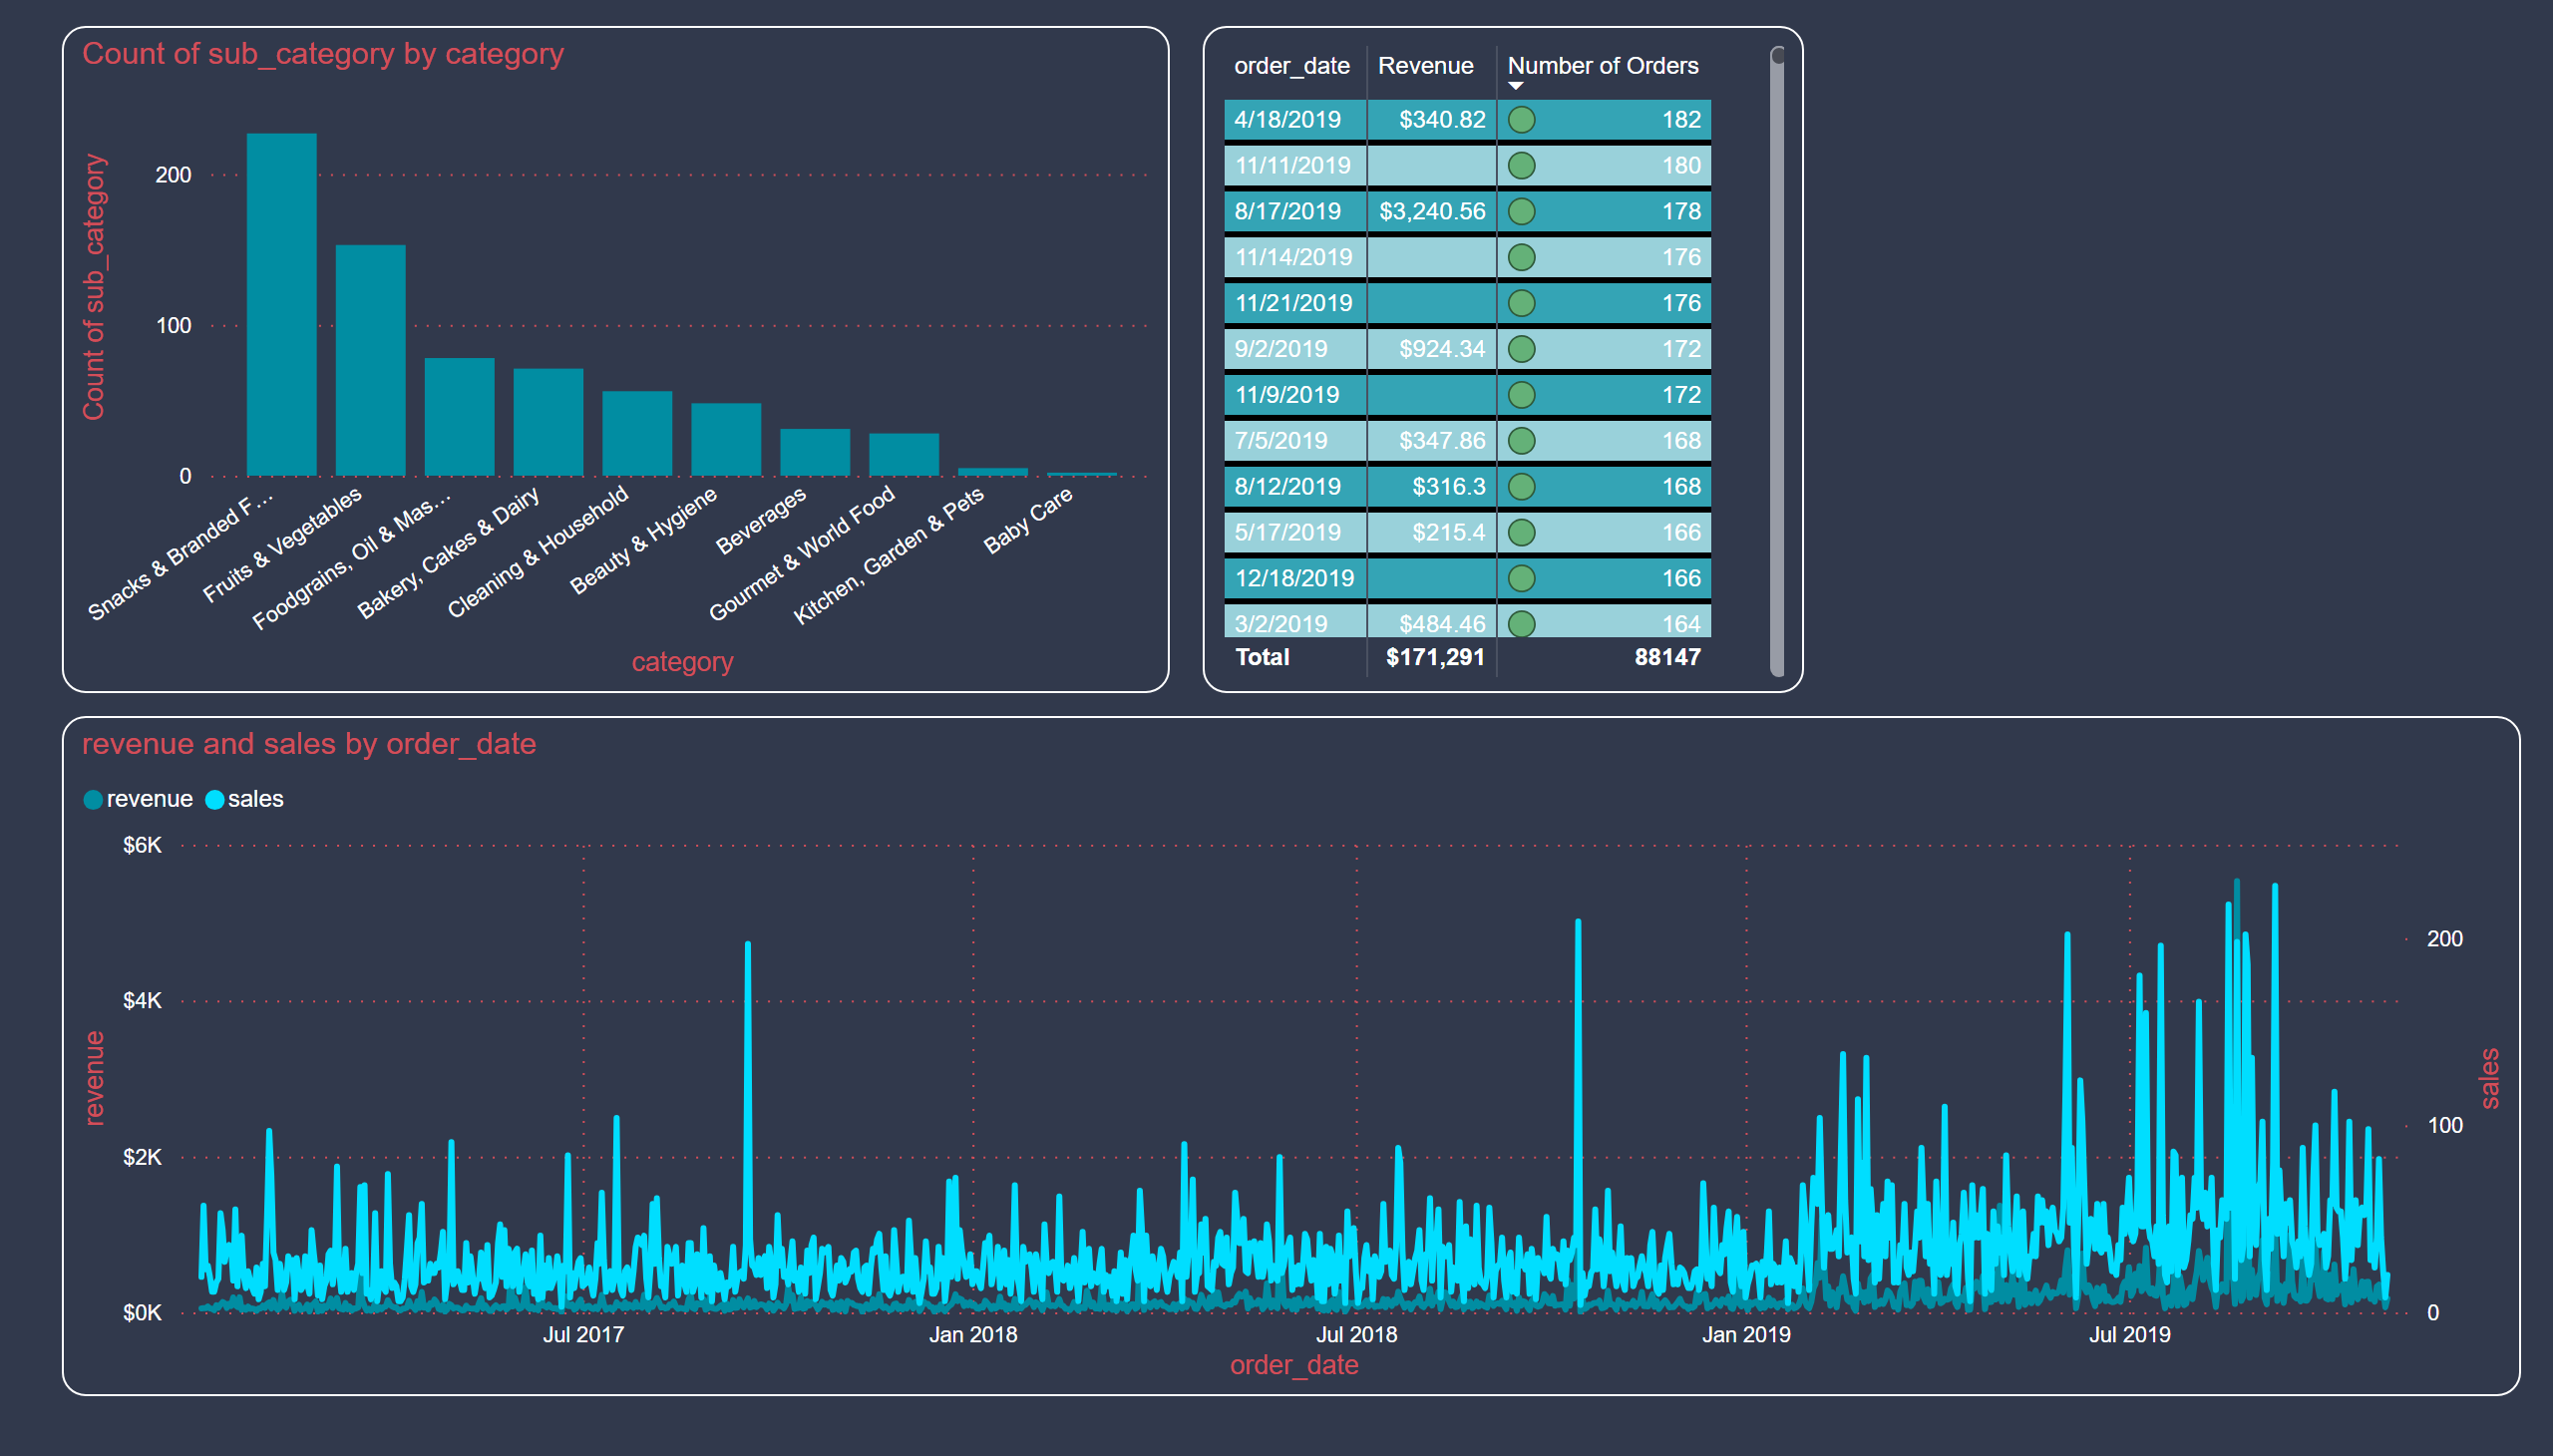 Count of sub_category by category
Count of sub_category
200
100
0
Snacks & Branded F...
Fruits & Vegetables
Foodgrains, Oil & Mas...
Bakery, Cakes & Dairy
Cleaning & Household
Beauty & Hygiene
Beverages
Gourmet & World Food
Kitchen, Garden & Pets
Baby Care
category
order_date Revenue Number of Orders
4/18/2019 $340.82 182
11/11/2019 180
8/17/2019 $3,240.56 178
11/14/2019 176
11/21/2019 176
9/2/2019 $924.34 172
11/9/2019 172
7/5/2019 $347.86 168
8/12/2019 $316.3 168
5/17/2019 $215.4 166
12/18/2019 166
3/2/2019 $484.46 164
Total $171,291 88147
revenue and sales by order_date
revenue sales
$6K
$4K
$2K
$0K
revenue
200
100
0
sales
Jul 2017 Jan 2018 Jul 2018 Jan 2019 Jul 2019
order_date